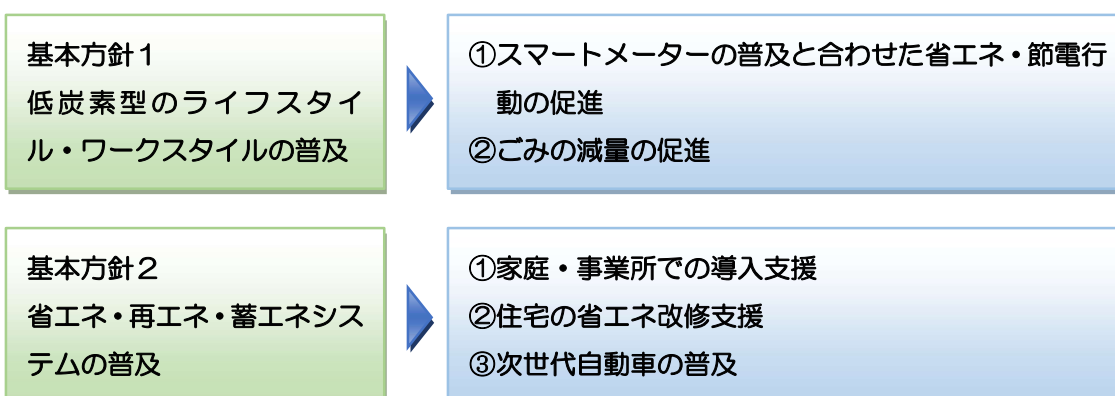 基本方針1
低炭素型のライフスタイ
ル・ワークスタイルの普及
①スマートメーターの普及と合わせた省エネ・節電行
動の促進
②ごみの減量の促進
基本方針2
省エネ・再エネ・蓄エネシス
テムの普及
①家庭・事業所での導入支援
②住宅の省エネ改修支援
③次世代自動車の普及